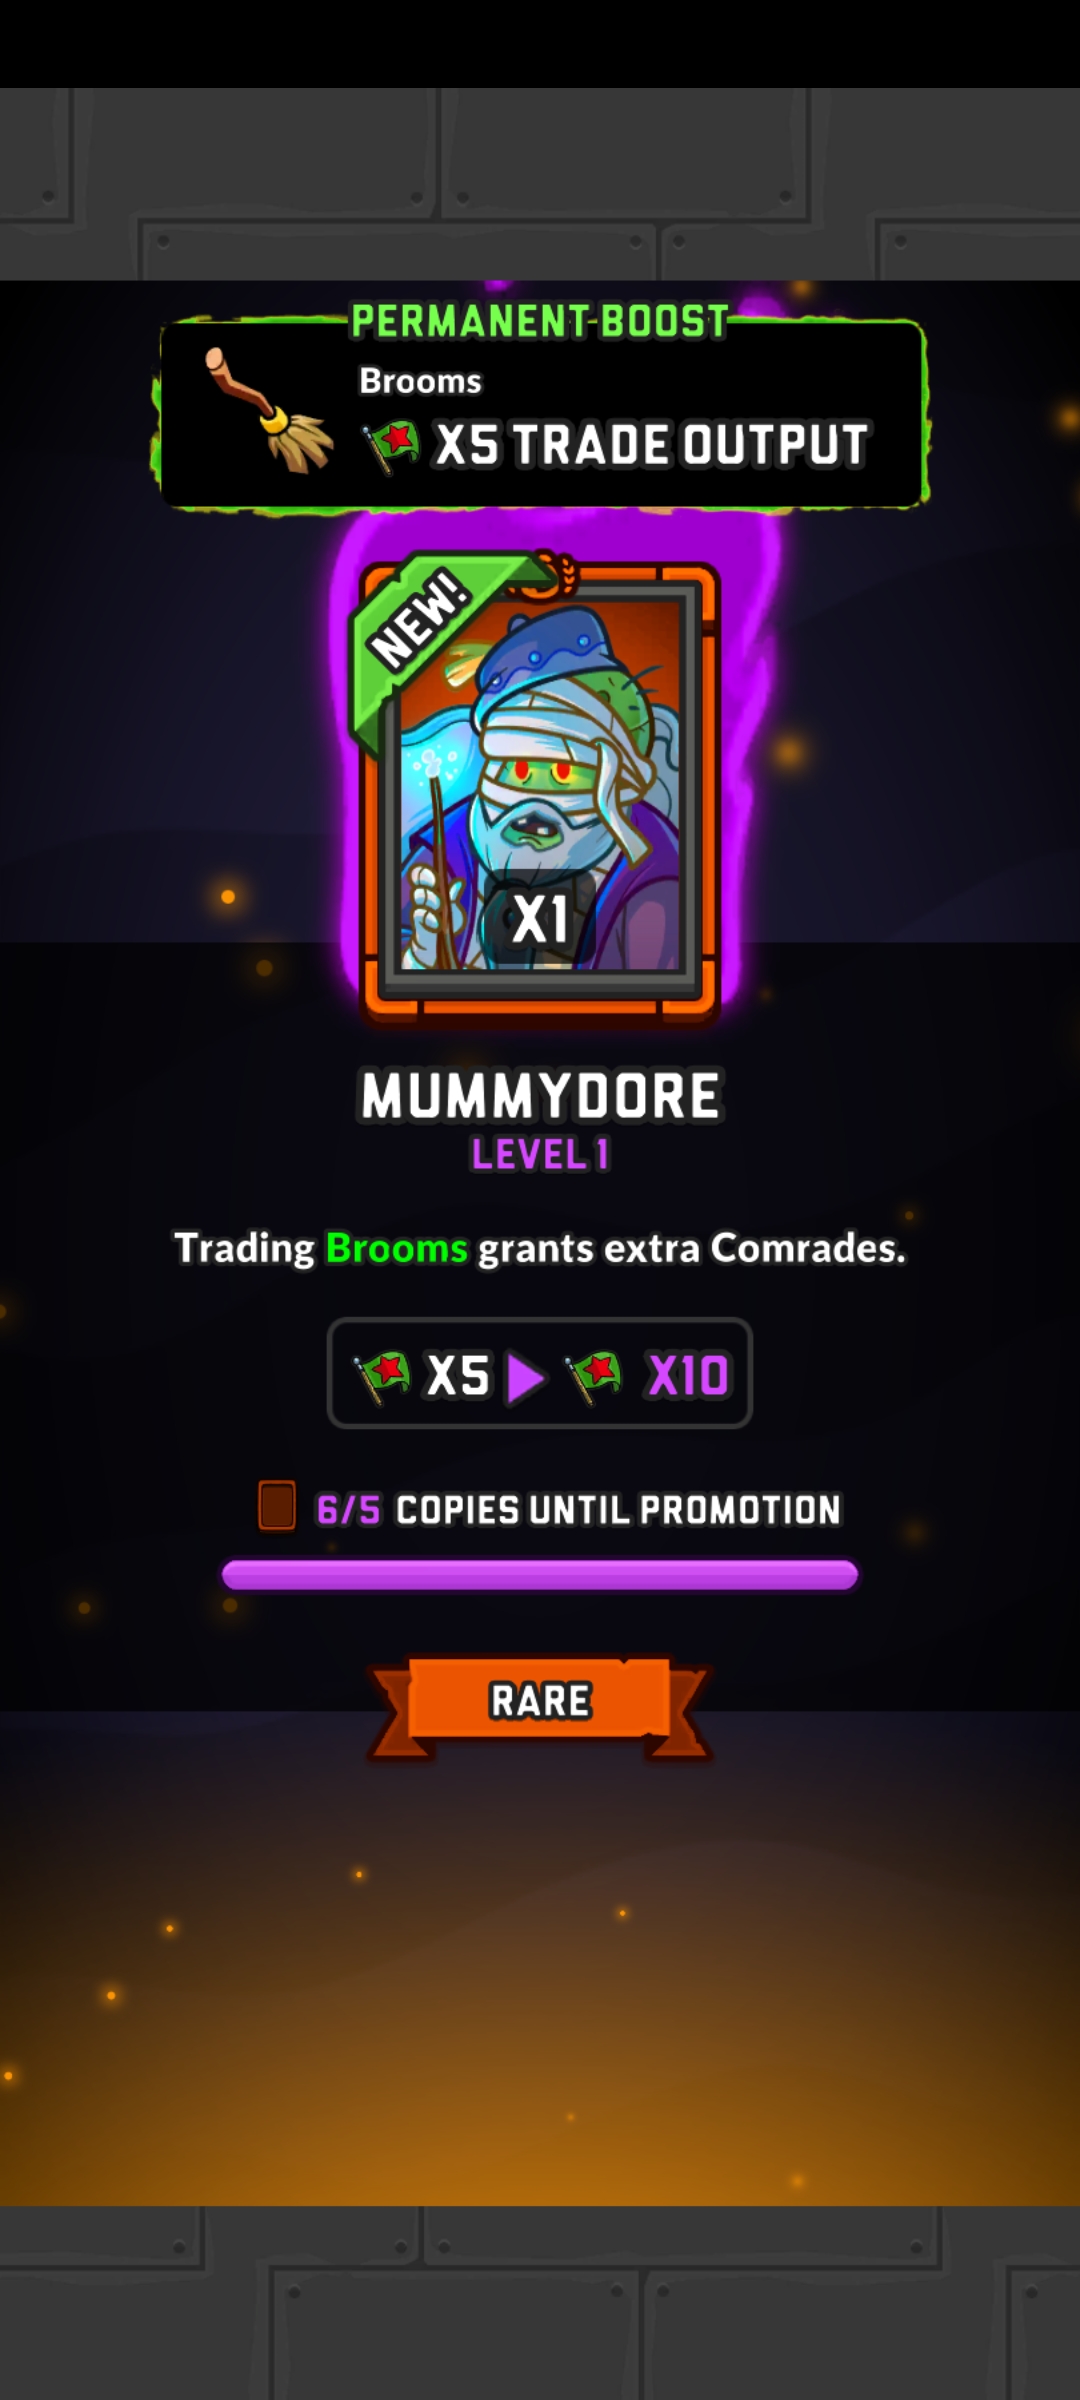 PERMANENT BOOST
Brooms
X5 TRADE OUTPUT
NEW!
X1
MUMMYDORE
LEVEL 1
Trading Brooms grants extra Comrades.
X5 X10
6/5 COPIES UNTIL PROMOTION
RARE